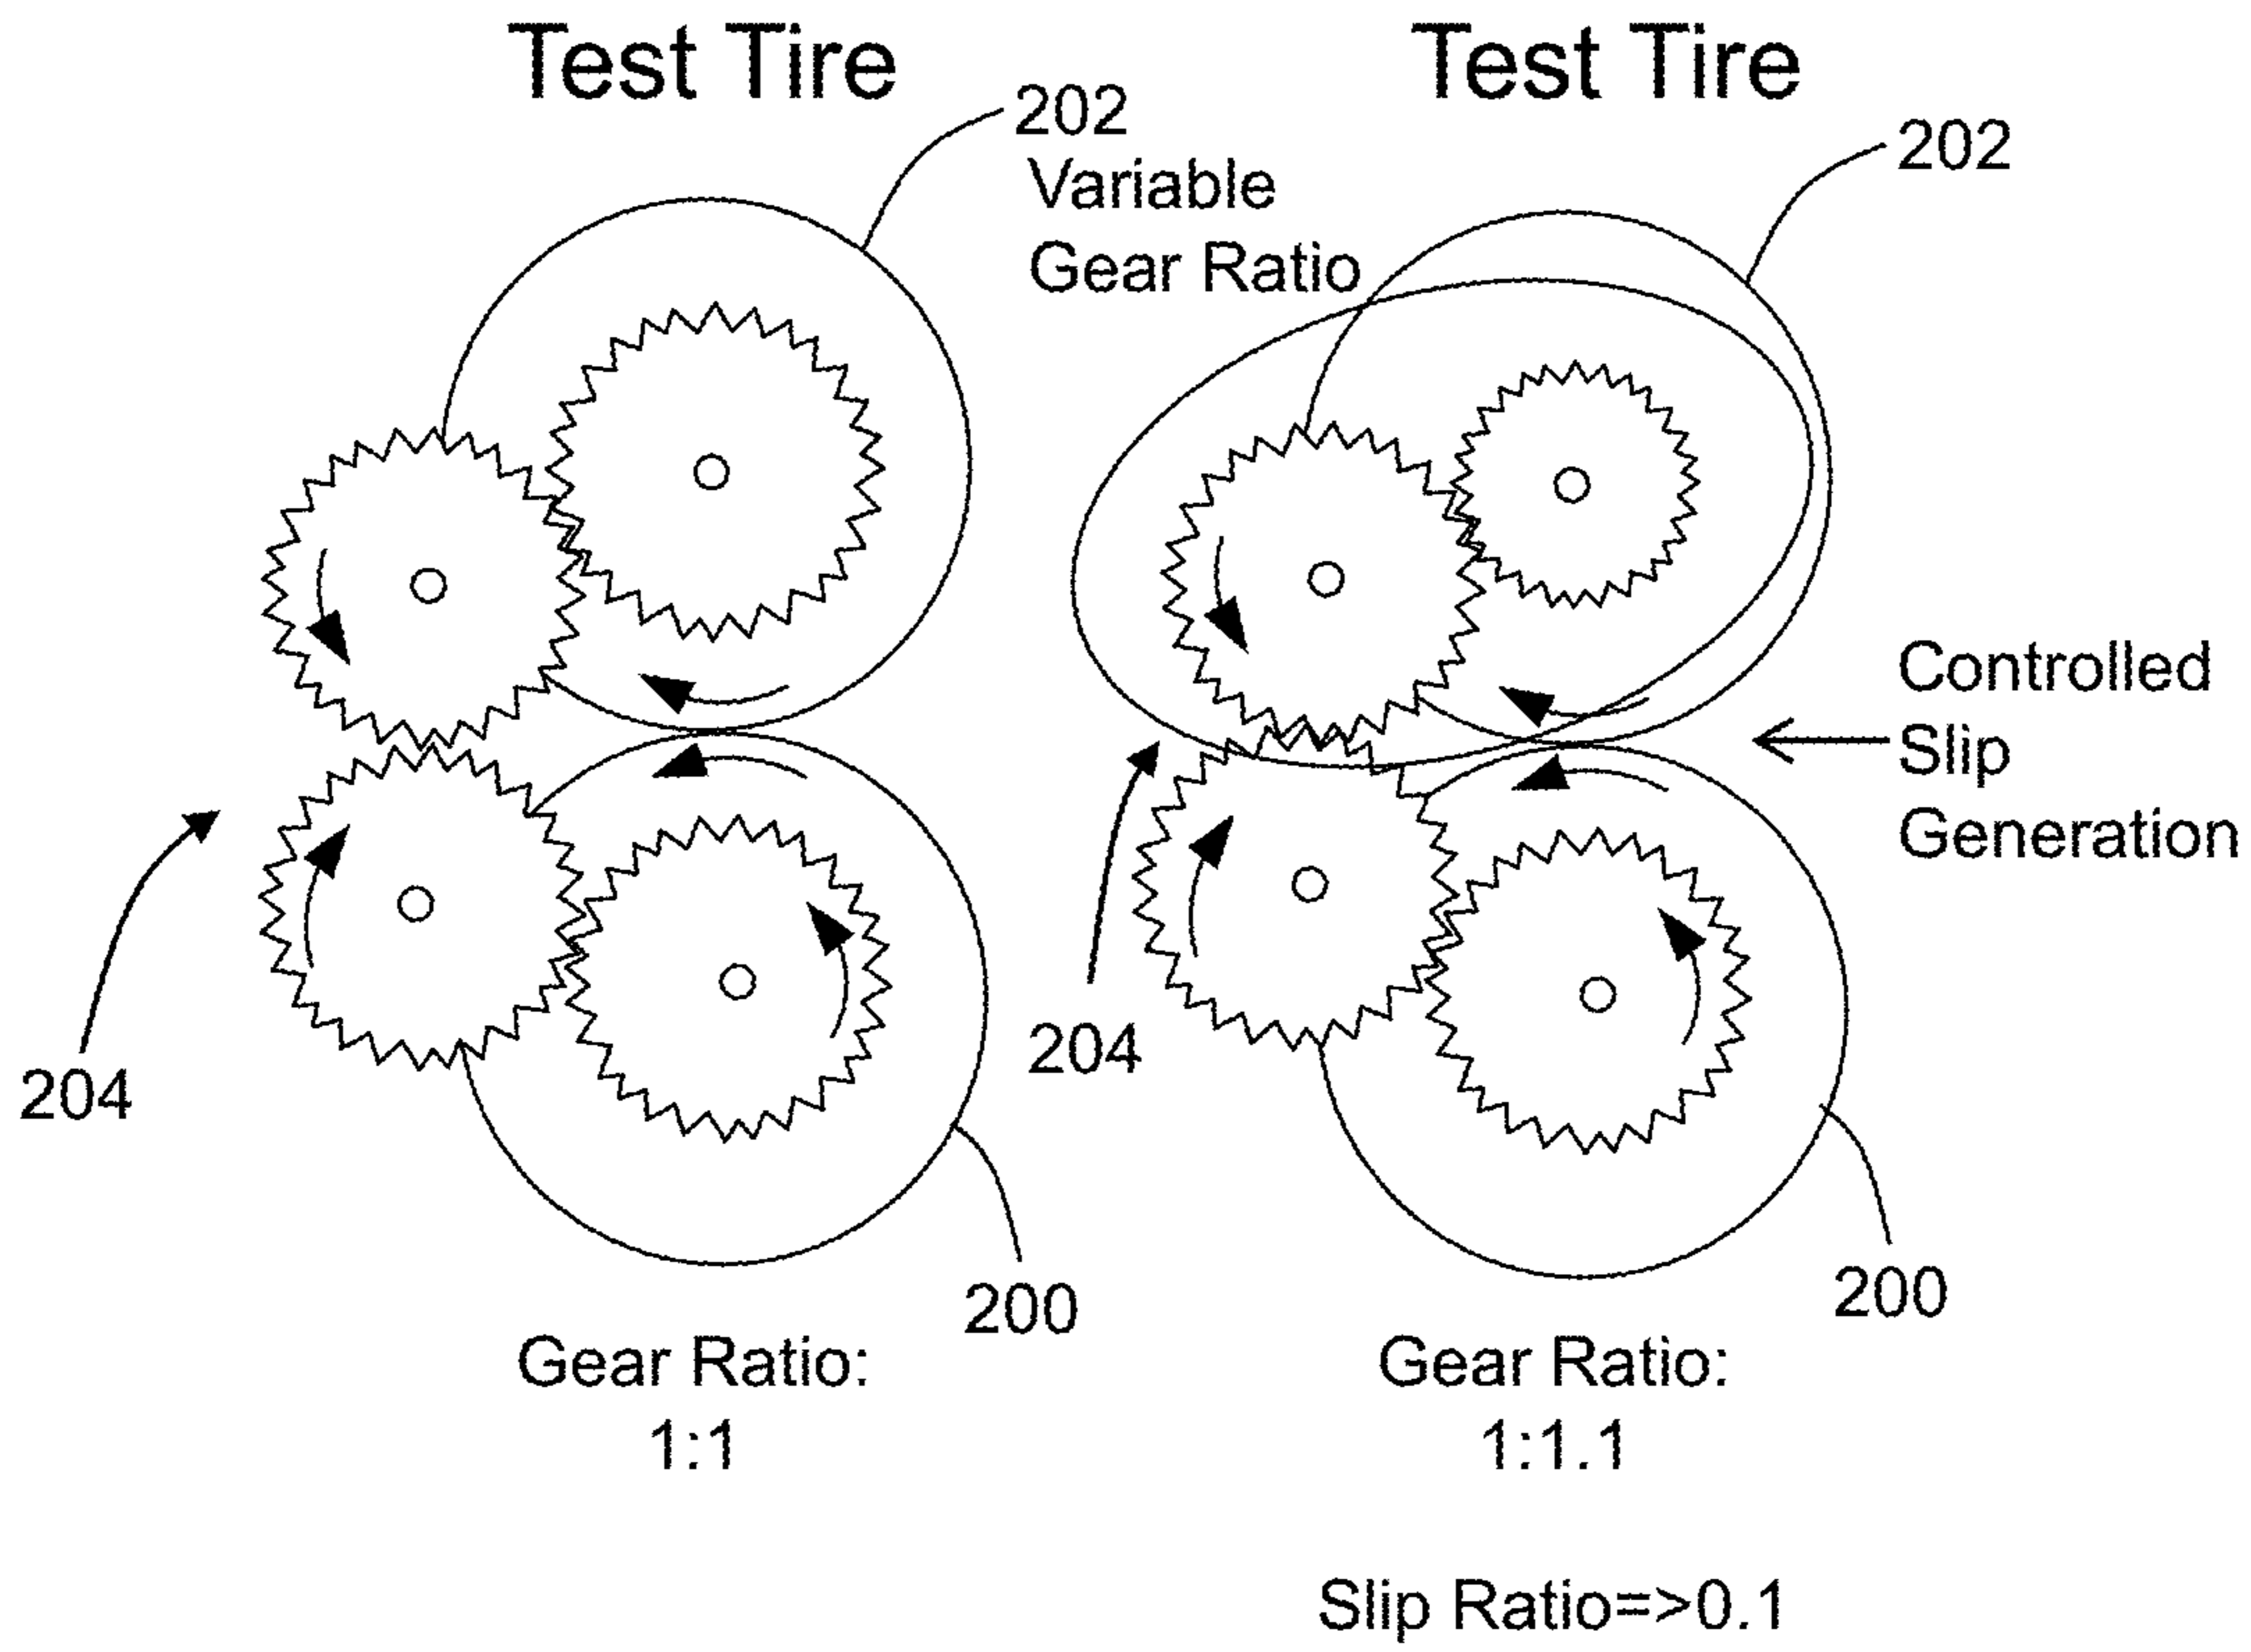 Test Tire
Test Tire
202
Variable
Gear Ratio
202
Controlled
Slip
Generation
204
204
200
200
Gear Ratio:
1:1
Gear Ratio:
1:1.1
Slip Ratio=>0.1